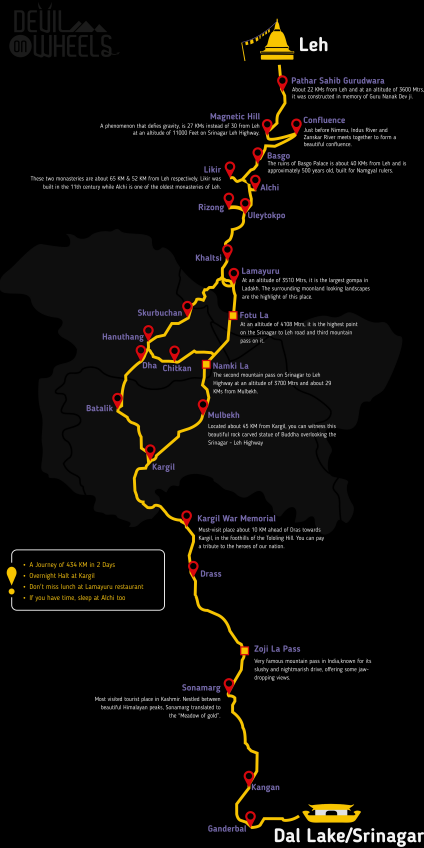 DEVIL
ON WHEELS
Leh
Pathar Sahib Gurudwara
About 22 KMs from Leh and at an altitude of 3600 Mtrs,
it was constructed in memory of Guru Nanak Dev ji.
Magnetic Hill
A phenomenon that defies gravity, is 27 KMs instead of 30 from Leh
at an altitude of 11000 Feet on Srinagar Leh Highway.
Confluence
Just before Nimmu, Indus River and
Zanskar River meets together to form a
beautiful confluence.
Basgo
The ruins of Basgo Palace is about 40 KMs from Leh and is
approximately 500 years old, built for Namgyal rulers.
Likir
These two monasteries are about 65 KM & 52 KM from Leh respectively. Likir was
built in the 11th century while Alchi is one of the oldest monasteries of Leh.
Alchi
Rizong
Uleytokpo
Khaltsi
Lamayuru
At an altitude of 3510 Mtrs, it is the largest gompa in
Ladakh. The surrounding moonland looking landscapes
are the highlight of this place.
Skurbuchan
Fotu La
At an altitude of 4108 Mtrs, it is the highest point
on the Srinagar to Leh road and third mountain
pass on it.
Hanuthang
Dha
Chitkan
Namki La
The second mountain pass on Srinagar to Leh
Highway at an altitude of 3700 Mtrs and about 29
KMs from Mulbekh.
Batalik
Mulbekh
Located about 45 KM from Kargil, you can witness this
beautiful rock carved statue of Buddha overlooking the
Srinagar - Leh Highway
Kargil
Kargil War Memorial
Must-visit place about 10 KM ahead of Dras towards
Kargil, in the foothills of the Tololing Hill. You can pay
a tribute to the heroes of our nation.
• A Journey of 434 KM in 2 Days
• Overnight Halt at Kargil
• Don't miss lunch at Lamayuru restaurant
• If you have time, sleep at Alchi too
Drass
Zoji La Pass
Very famous mountain pass in India,known for its
slushy and nightmarish drive, offering some jaw-
dropping views.
Sonamarg
Most visited tourist place in Kashmir. Nestled between
beautiful Himalayan peaks, Sonamarg translated to
the "Meadow of gold".
Kangan
Ganderbal
Dal Lake/Srinagar